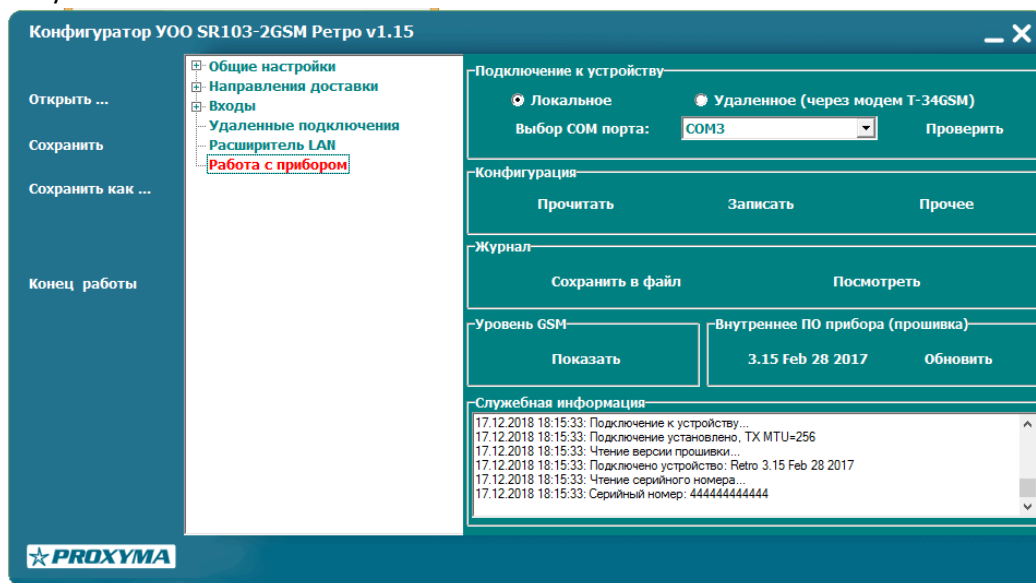 Конфигуратор УОО SR103-2GSM Ретро v1.15
Открыть ...
Сохранить
Сохранить как ...
Конец работы
Общие настройки
Направления доставки
Входы
Удаленные подключения
Расширитель LAN
Работа с прибором
Подключение к устройству
Локальное Удаленное (через модем T-34GSM)
Выбор COM порта: COM3 Проверить
Конфигурация
Прочитать Записать Прочее
Журнал
Сохранить в файл Посмотреть
Уровень GSM Внутреннее ПО прибора (прошивка)
Показать 3.15 Feb 28 2017 Обновить
Служебная информация
17.12.2018 18:15:33: Подключение к устройству...
17.12.2018 18:15:33: Подключение установлено, TX MTU=256
17.12.2018 18:15:33: Чтение версии прошивки...
17.12.2018 18:15:33: Подключено устройство: Retro 3.15 Feb 28 2017
17.12.2018 18:15:33: Чтение серийного номера...
17.12.2018 18:15:33: Серийный номер: 444444444444
PROXYMA